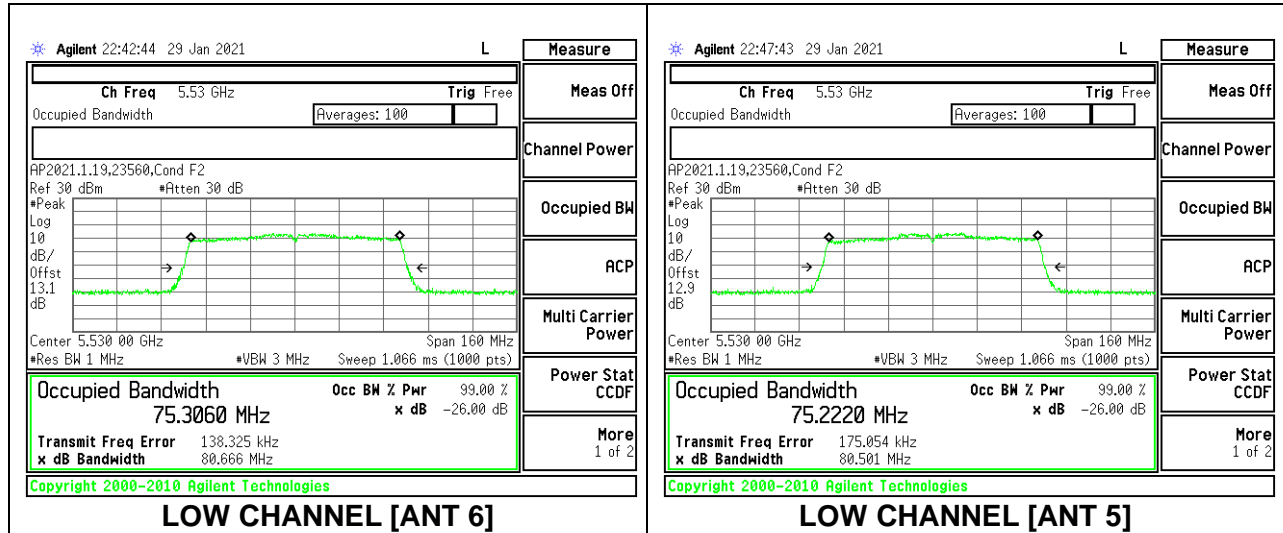 Agilent 22:42:44 29 Jan 2021 L Measure
Ch Freq 5.53 GHz Trig Free
Occupied Bandwidth Averages: 100
AP2021.1.19,23560,Cond F2
Ref 30 dBm #Atten 30 dB
#Peak
Log
10
dB/
Offst
13.1
dB
Center 5.530 00 GHz Span 160 MHz
#Res BW 1 MHz #VBW 3 MHz Sweep 1.066 ms (1000 pts)
Occupied Bandwidth Occ BW % Pwr 99.00 %
75.3060 MHz x dB -26.00 dB
Transmit Freq Error 138.325 kHz
x dB Bandwidth 80.666 MHz
Copyright 2000-2010 Agilent Technologies
Meas Off
Channel Power
Occupied BW
ACP
Multi Carrier
Power
Power Stat
CCDF
More
1 of 2
LOW CHANNEL [ANT 6]
Agilent 22:47:43 29 Jan 2021 L Measure
Ch Freq 5.53 GHz Trig Free
Occupied Bandwidth Averages: 100
AP2021.1.19,23560,Cond F2
Ref 30 dBm #Atten 30 dB
#Peak
Log
10
dB/
Offst
12.9
dB
Center 5.530 00 GHz Span 160 MHz
#Res BW 1 MHz #VBW 3 MHz Sweep 1.066 ms (1000 pts)
Occupied Bandwidth Occ BW % Pwr 99.00 %
75.2220 MHz x dB -26.00 dB
Transmit Freq Error 175.054 kHz
x dB Bandwidth 80.501 MHz
Copyright 2000-2010 Agilent Technologies
Meas Off
Channel Power
Occupied BW
ACP
Multi Carrier
Power
Power Stat
CCDF
More
1 of 2
LOW CHANNEL [ANT 5]